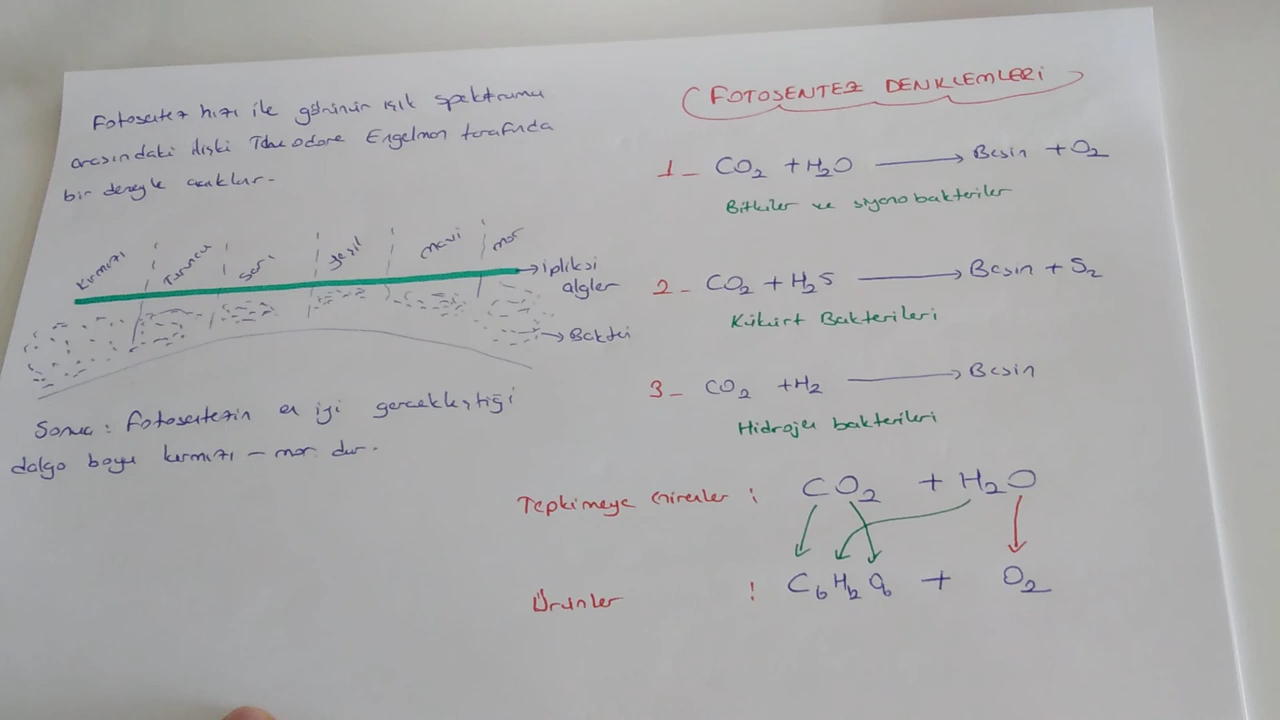 Fotosentez hızı ile görünür ışık spektrumu
arasındaki ilişki Theodore Engelman tarafında
bir deneyle açıklar.
Kırmızı Turuncu Sarı Yeşil Mavi mor
ipliksi
algler
Bakteri
Sonuç: fotosentezin en iyi gerçekleştiği
dalga boyu kırmızı - mor dur.
FOTOSENTEZ DENKLEMLERİ
1- CO₂ + H₂O → Besin + O₂
Bitkiler ve siyonobakteriler
2- CO₂ + H₂S → Besin + S₂
Kükürt Bakterileri
3- CO₂ + H₂ → Besin
Hidrojen bakterileri
Tepkimeye Girenler : CO₂ + H₂O
Ürünler : C₆H₁₂O₆ + O₂